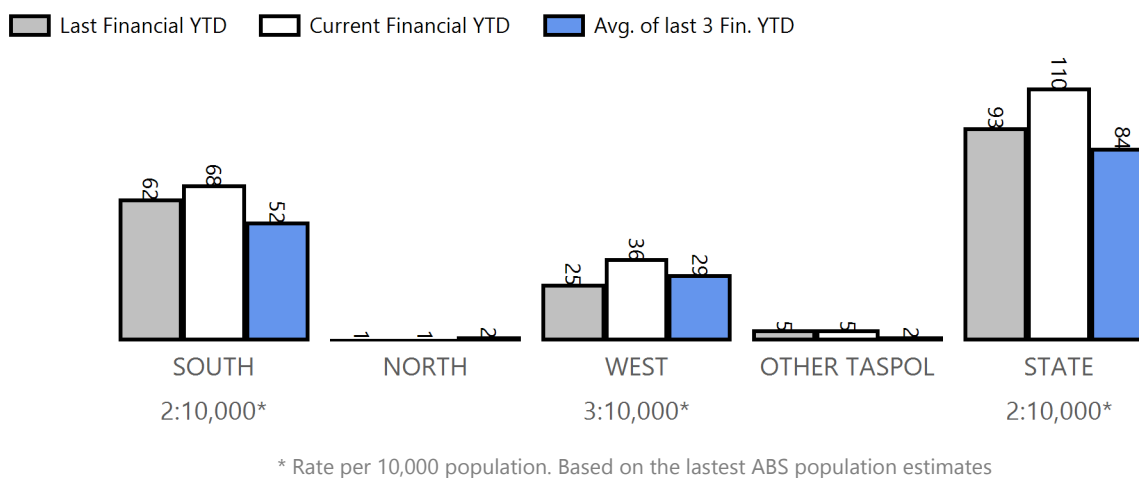 Last Financial YTD Current Financial YTD Avg. of last 3 Fin. YTD
62 68 52 1 1 2 25 36 29 5 5 2 93 110 84
SOUTH NORTH WEST OTHER TASPOL STATE
2:10,000* 3:10,000* 2:10,000*
* Rate per 10,000 population. Based on the lastest ABS population estimates